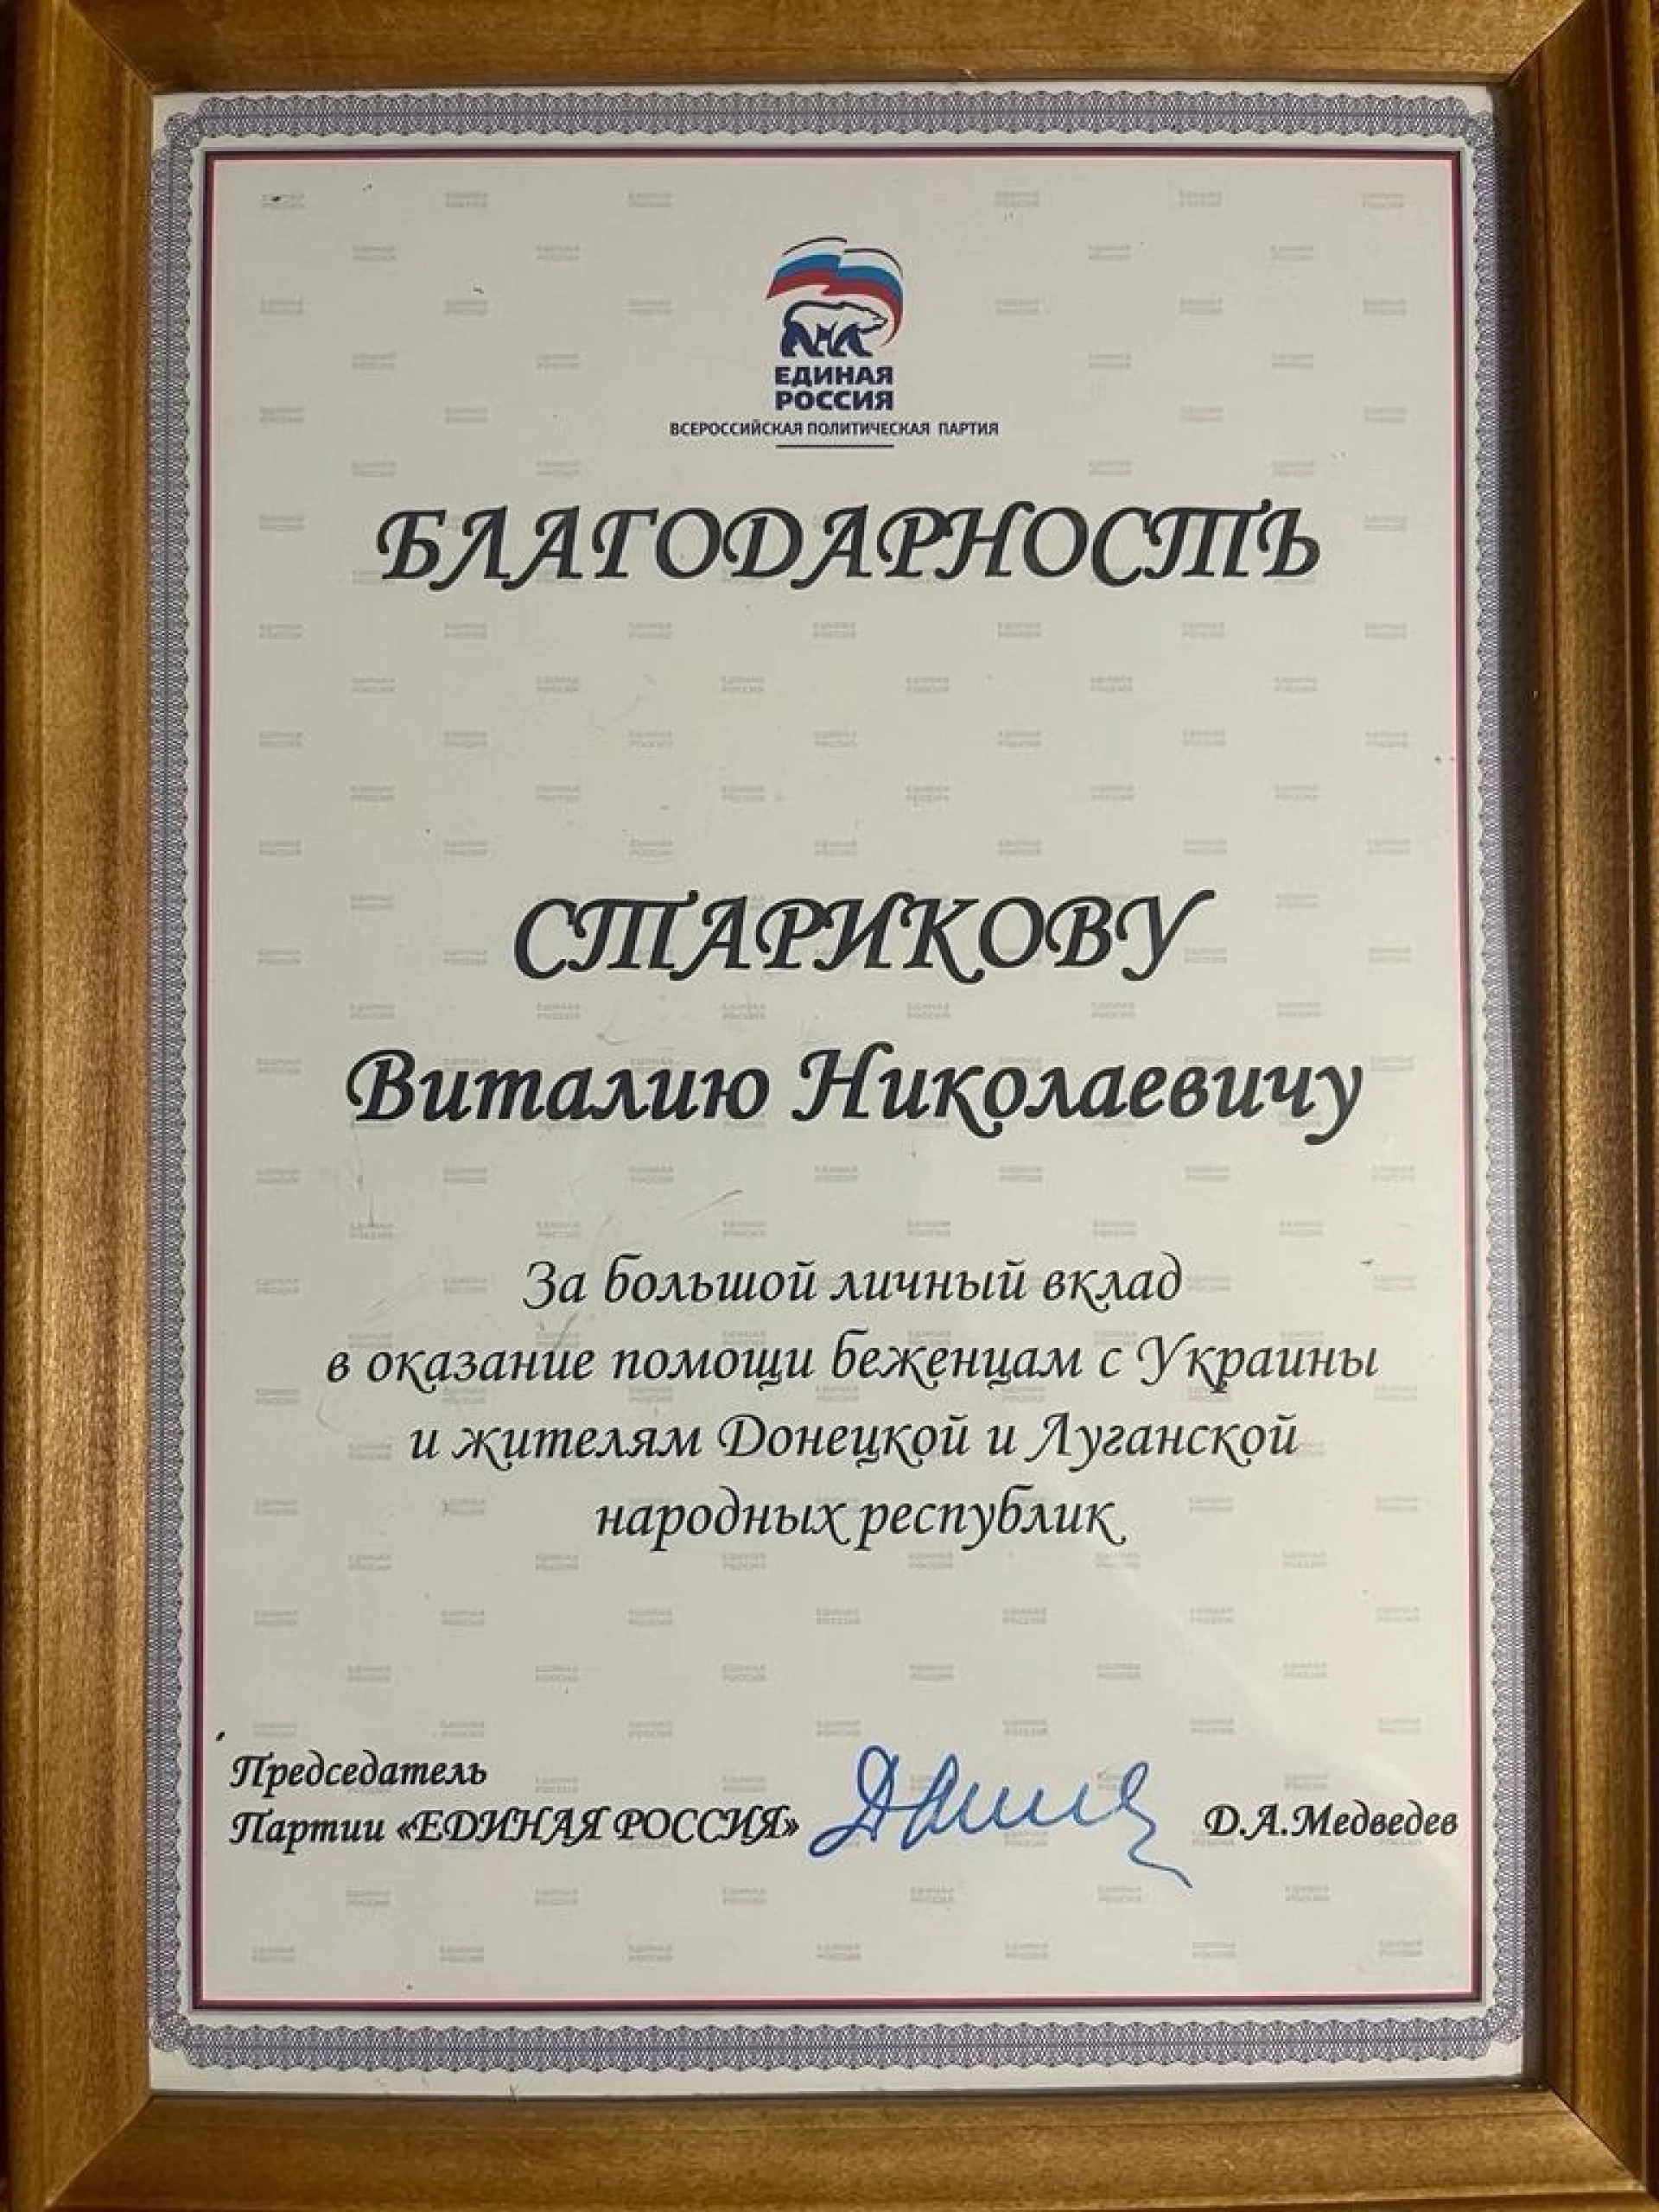 ЕДИНАЯ
РОССИЯ
ВСЕРОССИЙСКАЯ ПОЛИТИЧЕСКАЯ ПАРТИЯ
БЛАГОДАРНОСТЬ
СТАРИКОВУ
Виталию Николаевичу
За большой личный вклад
в оказание помощи беженцам с Украины
и жителям Донецкой и Луганской
народных республик
Председатель
Партии «ЕДИНАЯ РОССИЯ» Д.А.Медведев